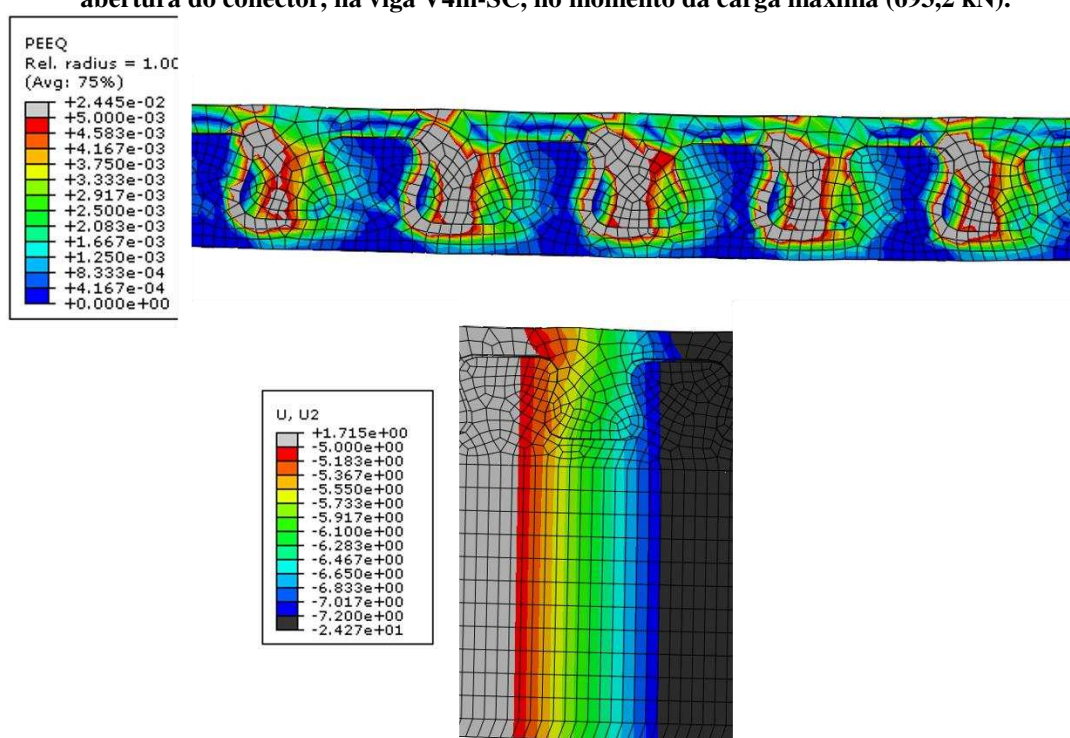 abertura do conector, na viga V4m-SC, no momento da carga máxima (695,2 kN).
PEEQ
Rel. radius = 1.00
(Avg: 75%)
+2.445e-02
+5.000e-03
+4.583e-03
+4.167e-03
+3.750e-03
+3.333e-03
+2.917e-03
+2.500e-03
+2.083e-03
+1.667e-03
+1.250e-03
+8.333e-04
+4.167e-04
+0.000e+00
U, U2
+1.715e+00
-5.000e+00
-5.183e+00
-5.367e+00
-5.550e+00
-5.733e+00
-5.917e+00
-6.100e+00
-6.283e+00
-6.467e+00
-6.650e+00
-6.833e+00
-7.017e+00
-7.200e+00
-2.427e+01